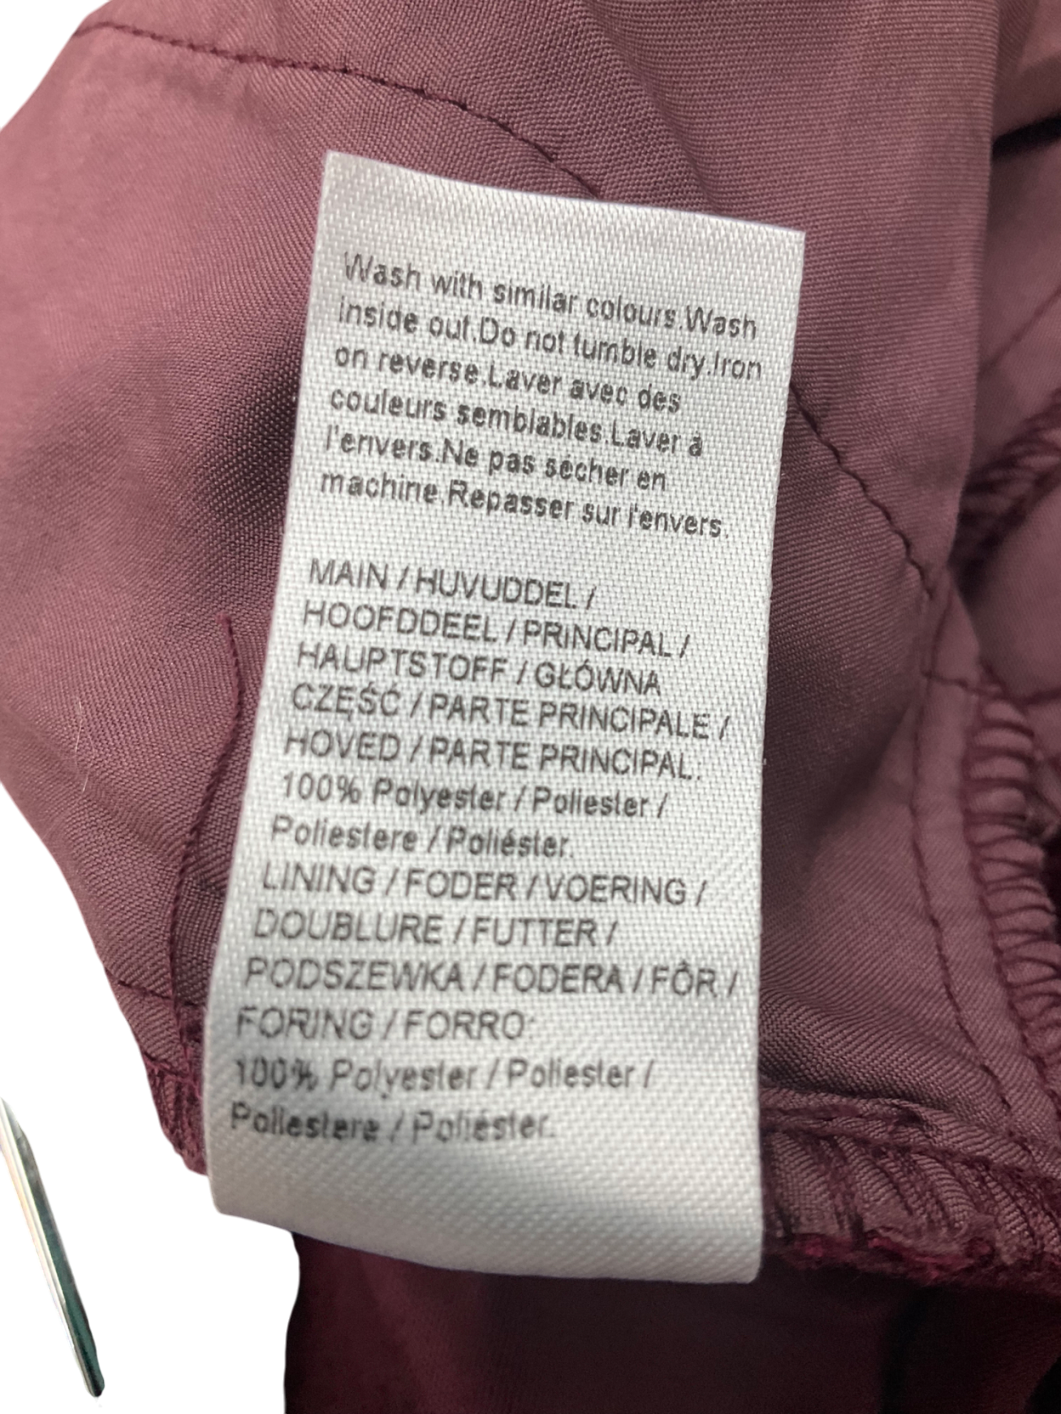 Wash with similar colours.Wash
inside out.Do not tumble dry.Iron
on reverse.Laver avec des
couleurs semblables.Laver à
l'envers.Ne pas sécher en
machine.Repasser sur l'envers.
MAIN / HUVUDDEL /
HOOFDDEEL / PRINCIPAL /
HAUPTSTOFF / GŁÓWNA
CZĘŚĆ / PARTE PRINCIPALE /
HOVED / PARTE PRINCIPAL:
100% Polyester / Poliester /
Poliestere / Poliéster.
LINING / FODER / VOERING /
DOUBLURE / FUTTER /
PODSZEWKA / FODERA / FÔR /
FORING / FORRO:
100% Polyester / Poliester /
Poliestere / Poliéster.